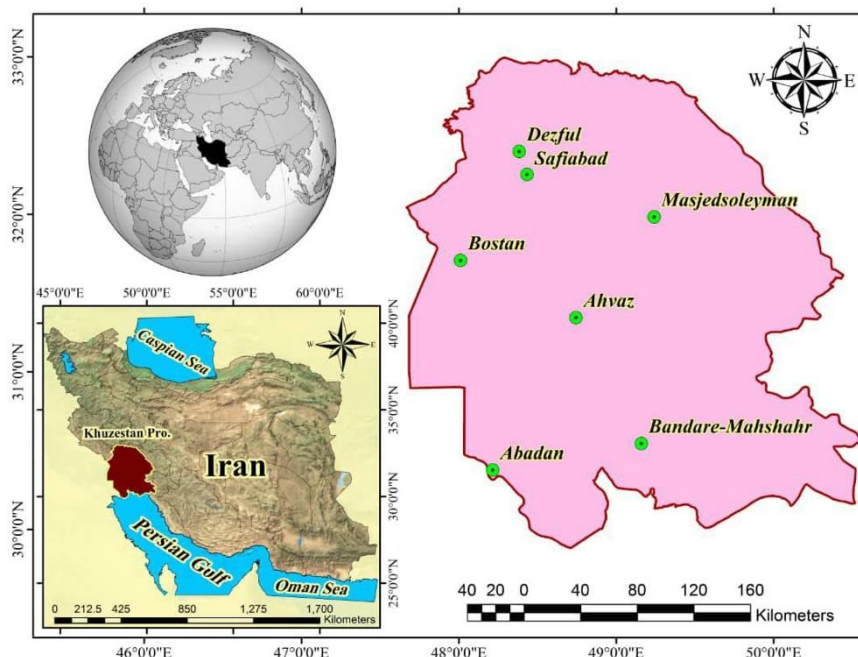 33°0'0"N
32°0'0"N
31°0'0"N
30°0'0"N
N
W
E
S
Dezful
Safiabad
Masjedsoleyman
Bostan
Ahvaz
Bandare-Mahshahr
Abadan
45°0'0"E 50°0'0"E 55°0'0"E 60°0'0"E
40°0'0"N
35°0'0"N
30°0'0"N
25°0'0"N
N
W
E
S
Caspian Sea
Khuzestan Pro.
Iran
Persian Gulf
Oman Sea
0 212.5 425 850 1,275 1,700
Kilometers
40 20 0 40 80 120 160
Kilometers
46°0'0"E 47°0'0"E 48°0'0"E 49°0'0"E 50°0'0"E